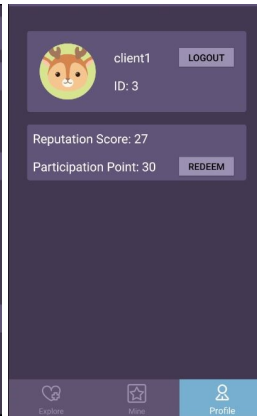 client1 LOGOUT
ID: 3
Reputation Score: 27
Participation Point: 30 REDEEM
Explore Mine Profile